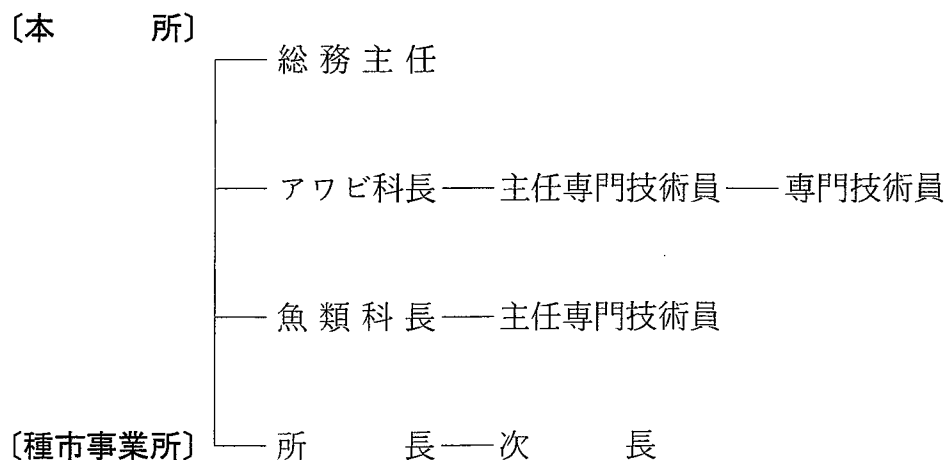 〔本　　所〕
総務主任
アワビ科長 主任専門技術員 専門技術員
魚類科長 主任専門技術員
〔種市事業所〕 所　　長 次　　長